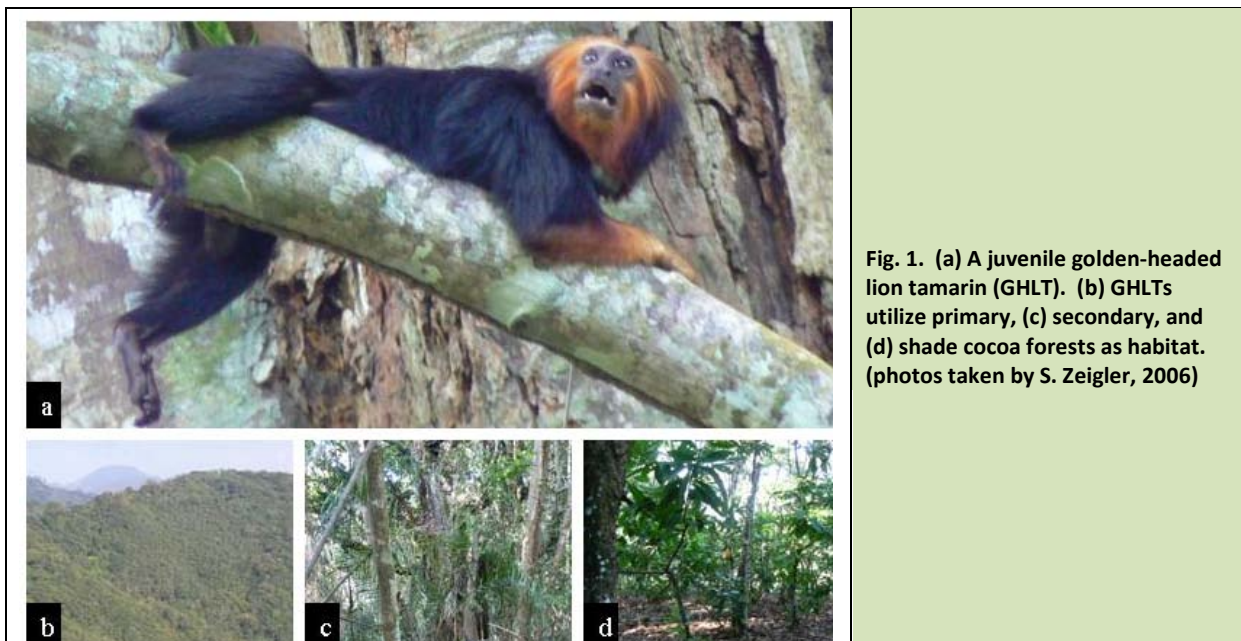 a
b
c
d
Fig. 1. (a) A juvenile golden-headed
lion tamarin (GHLT). (b) GHLTs
utilize primary, (c) secondary, and
(d) shade cocoa forests as habitat.
(photos taken by S. Zeigler, 2006)